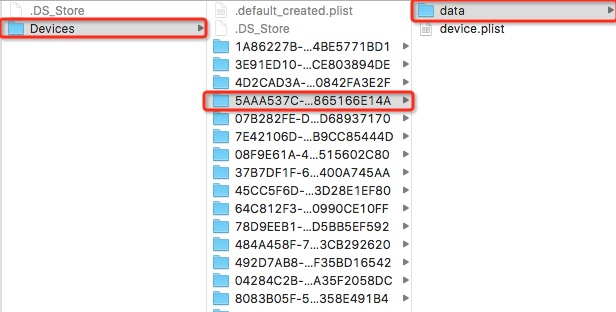 .DS_Store
Devices
.default_created.plist
.DS_Store
1A86227B-...4BE5771BD1
3E91ED10-...CE803894DE
4D2CAD3A-...0842FA3E2F
5AAA537C-...865166E14A
07B282FE-D...D68937170
7E42106D-...B9CC85444D
08F9E61A-4...515602C80
37B7DF1F-6...400A745AA
45CC5F6D-...3D28E1EF80
64C812F3-...0990CE10FF
78D9EEB1-...D5BB5EF592
484A458F-7...3CB292620
492D7AB8-...F35BD16542
04284C2B-...A35F2058DC
8083B05F-5...358E491B4
data
device.plist